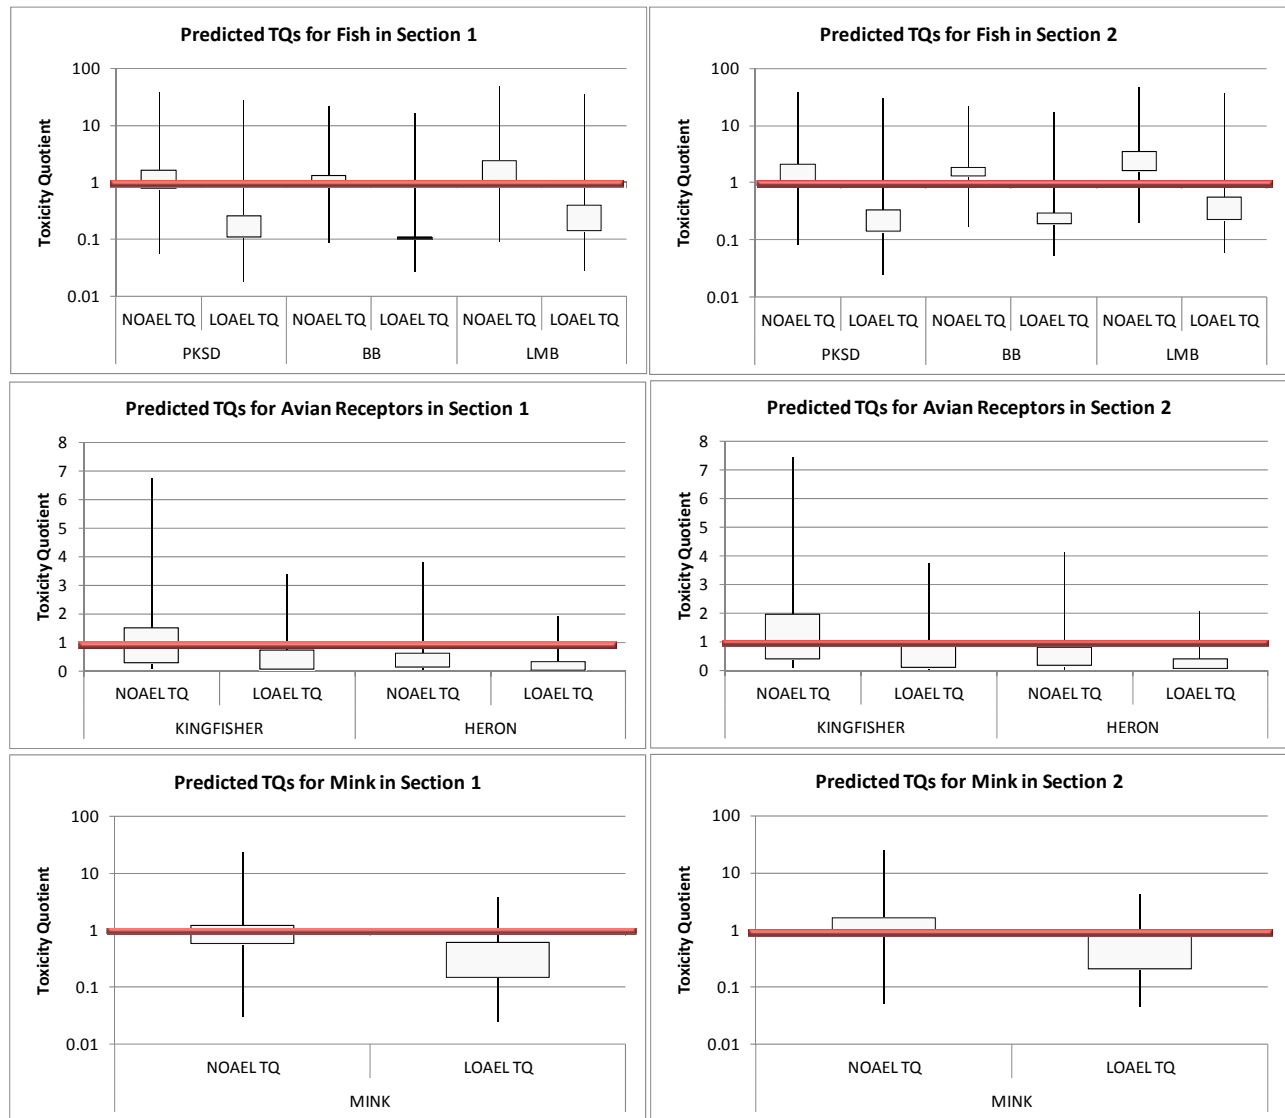 Predicted TQs for Fish in Section 1
Toxicity Quotient
100
10
1
0.1
0.01
NOAEL TQ LOAEL TQ NOAEL TQ LOAEL TQ NOAEL TQ LOAEL TQ
PKSD BB LMB
Predicted TQs for Fish in Section 2
Toxicity Quotient
100
10
1
0.1
0.01
NOAEL TQ LOAEL TQ NOAEL TQ LOAEL TQ NOAEL TQ LOAEL TQ
PKSD BB LMB
Predicted TQs for Avian Receptors in Section 1
Toxicity Quotient
8
7
6
5
4
3
2
1
0
NOAEL TQ LOAEL TQ NOAEL TQ LOAEL TQ
KINGFISHER HERON
Predicted TQs for Avian Receptors in Section 2
Toxicity Quotient
8
7
6
5
4
3
2
1
0
NOAEL TQ LOAEL TQ NOAEL TQ LOAEL TQ
KINGFISHER HERON
Predicted TQs for Mink in Section 1
Toxicity Quotient
100
10
1
0.1
0.01
NOAEL TQ LOAEL TQ
MINK
Predicted TQs for Mink in Section 2
Toxicity Quotient
100
10
1
0.1
0.01
NOAEL TQ LOAEL TQ
MINK